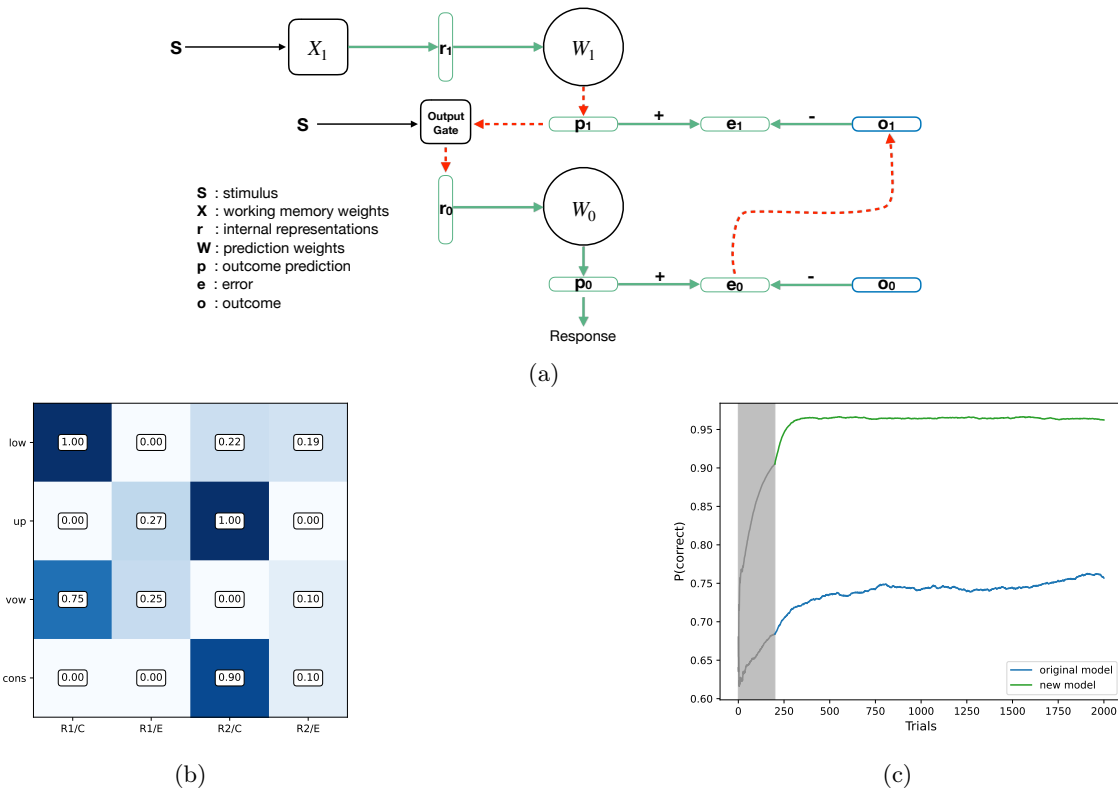 S
X₁
r₁
W₁
S
Output
Gate
p₁
+
e₁
-
o₁
S : stimulus
X : working memory weights
r : internal representations
W : prediction weights
p : outcome prediction
e : error
o : outcome
r₀
W₀
p₀
+
e₀
-
o₀
Response
(a)
low
1.00
0.00
0.22
0.19
up
0.00
0.27
1.00
0.00
vow
0.75
0.25
0.00
0.10
cons
0.00
0.00
0.90
0.10
R1/C
R1/E
R2/C
R2/E
(b)
P(correct)
0.95
0.90
0.85
0.80
0.75
0.70
0.65
0.60
original model
new model
0
250
500
750
1000
1250
1500
1750
2000
Trials
(c)